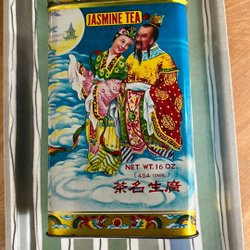 JASMINE TEA
NET WT. 16 OZ.
(454 GMS.)
茶名生廣